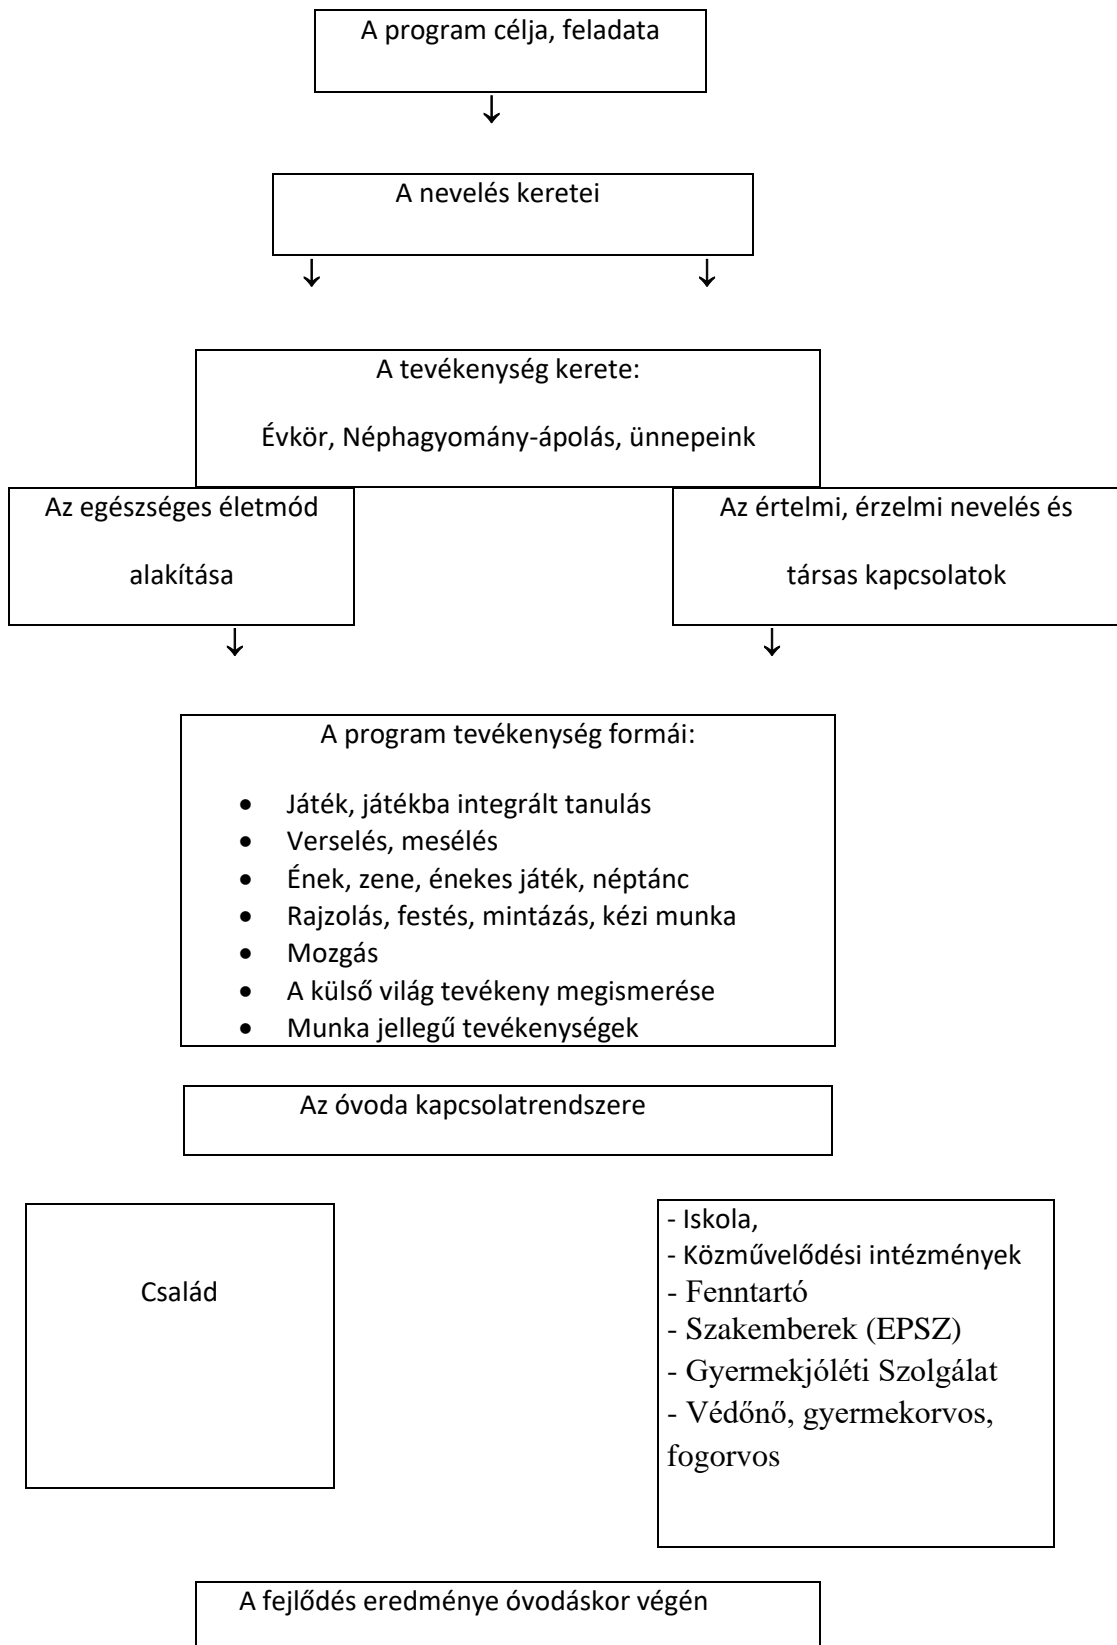 A program célja, feladata
A nevelés keretei
A tevékenység kerete:
Évkör, Néphagyomány-ápolás, ünnepeink
Az egészséges életmód
alakítása
Az értelmi, érzelmi nevelés és
társas kapcsolatok
A program tevékenység formái:
• Játék, játékba integrált tanulás
• Verselés, mesélés
• Ének, zene, énekes játék, néptánc
• Rajzolás, festés, mintázás, kézi munka
• Mozgás
• A külső világ tevékeny megismerése
• Munka jellegű tevékenységek
Az óvoda kapcsolatrendszere
Család
- Iskola,
- Közművelődési intézmények
- Fenntartó
- Szakemberek (EPSZ)
- Gyermekjóléti Szolgálat
- Védőnő, gyermekorvos,
fogorvos
A fejlődés eredménye óvodáskor végén